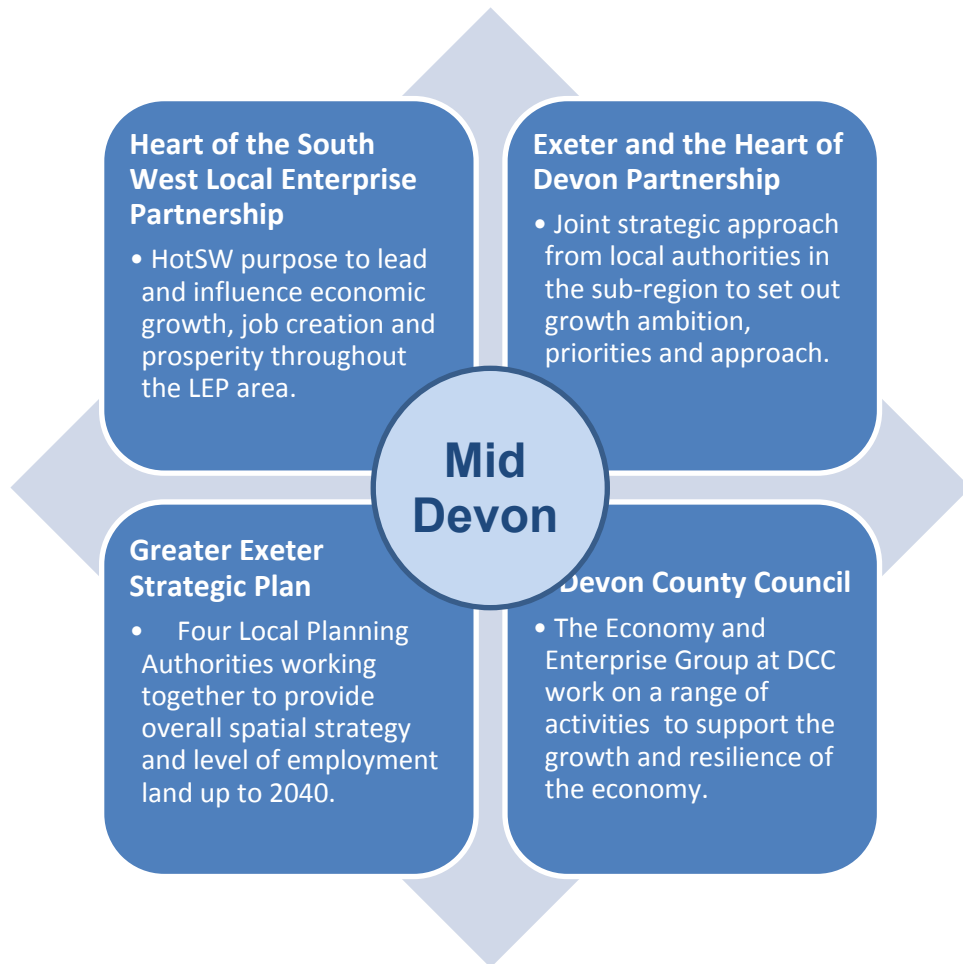 Heart of the South
West Local Enterprise
Partnership
• HotSW purpose to lead
and influence economic
growth, job creation and
prosperity throughout
the LEP area.
Exeter and the Heart of
Devon Partnership
• Joint strategic approach
from local authorities in
the sub-region to set out
growth ambition,
priorities and approach.
Mid
Devon
Greater Exeter
Strategic Plan
• Four Local Planning
Authorities working
together to provide
overall spatial strategy
and level of employment
land up to 2040.
Devon County Council
• The Economy and
Enterprise Group at DCC
work on a range of
activities to support the
growth and resilience of
the economy.